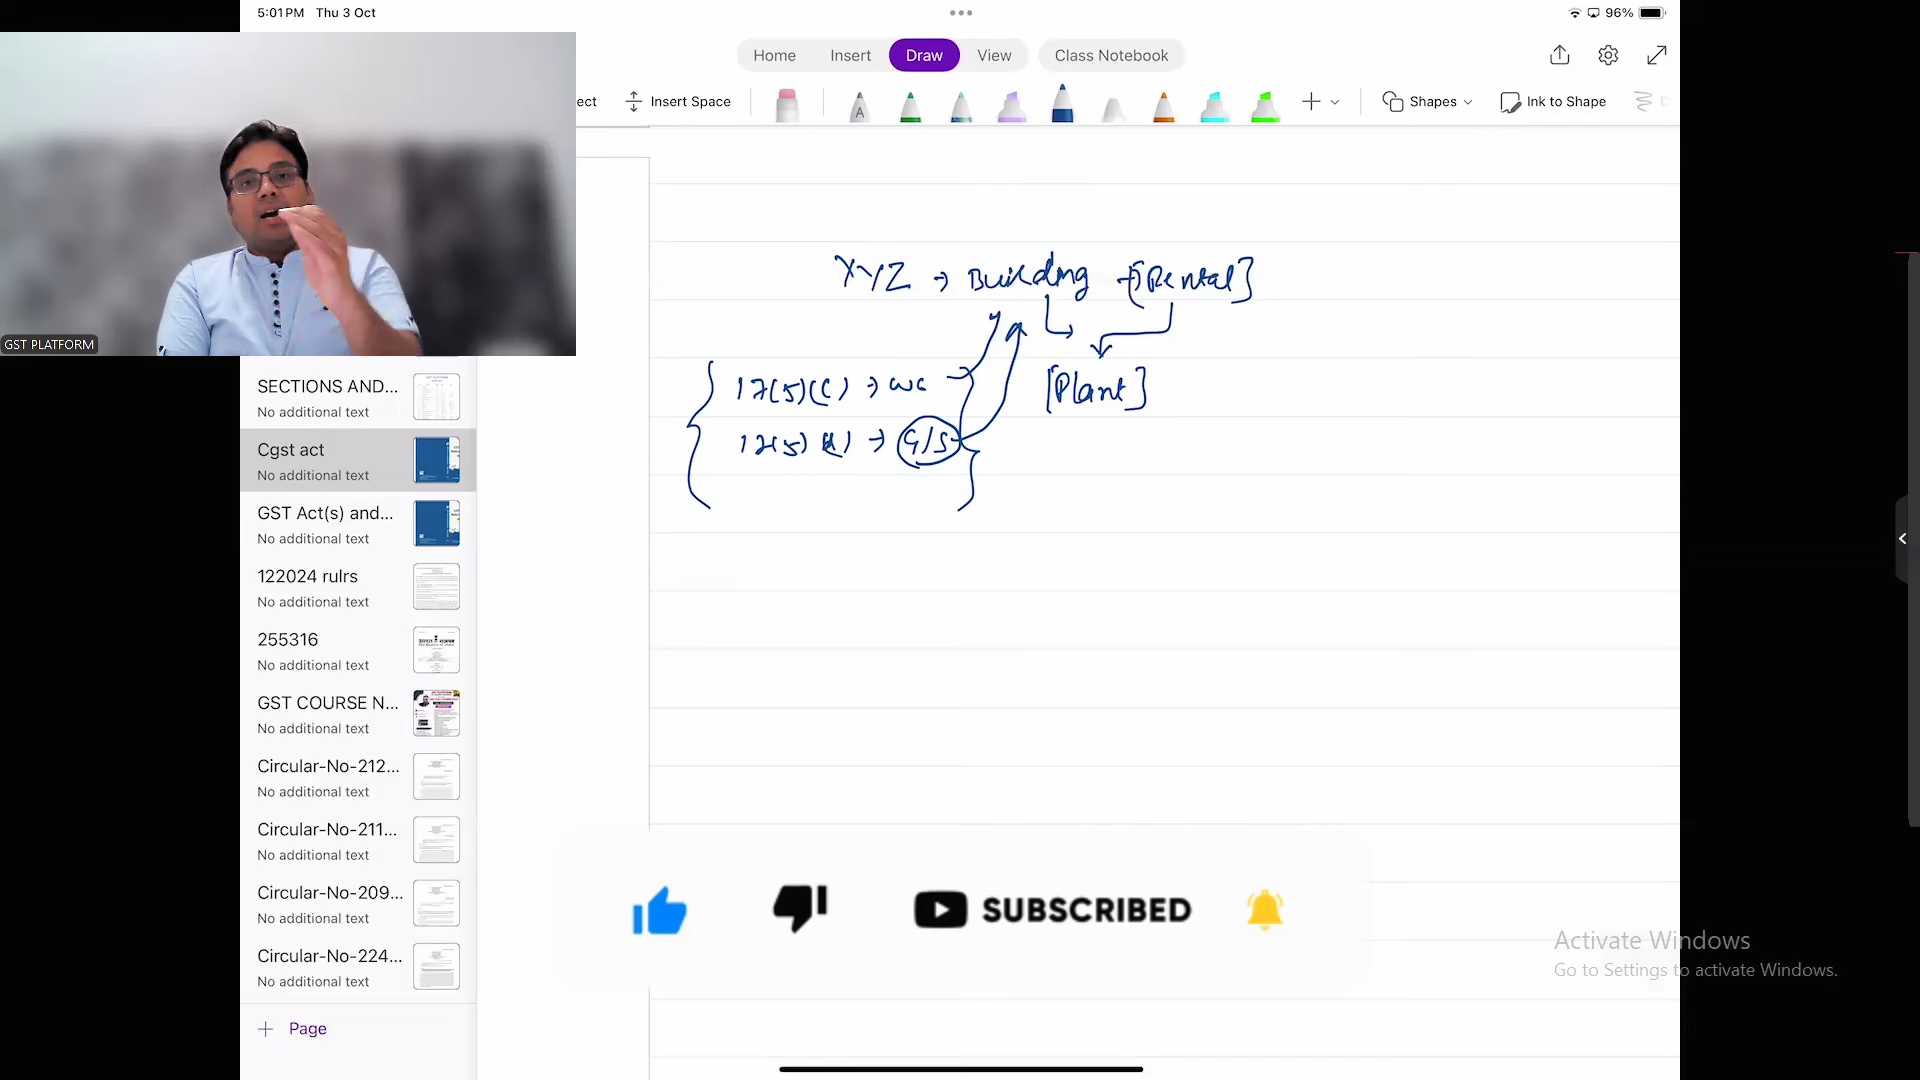 5:01 PM Thu 3 Oct
96%
Home Insert Draw View Class Notebook
ect Insert Space
A
Shapes Ink to Shape
GST PLATFORM
XYZ → Building → [Rental]
17(5)(c) → WC
[Plant]
17(5)(d) → G/S
SECTIONS AND...
No additional text
Cgst act
No additional text
GST Act(s) and...
No additional text
122024 rulrs
No additional text
255316
No additional text
GST COURSE N...
No additional text
Circular-No-212...
No additional text
Circular-No-211...
No additional text
Circular-No-209...
No additional text
Circular-No-224...
No additional text
Page
SUBSCRIBED
Activate Windows
Go to Settings to activate Windows.